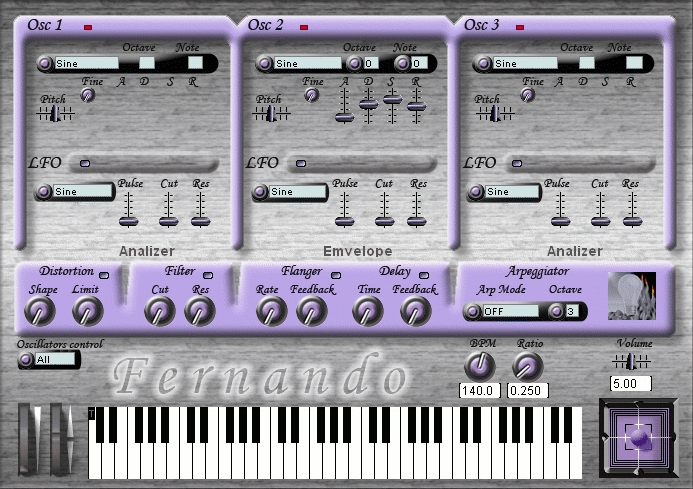 Osc 1 Osc 2 Osc 3
Octave Note Octave Note Octave Note
Sine Sine 0 0 Sine
Fine A D S R Fine A D S R Fine A D S R
Pitch Pitch Pitch
LFO LFO LFO
Sine Pulse Cut Res Sine Pulse Cut Res Sine Pulse Cut Res
Analizer Emvelope Analizer
Distortion Filter Flanger Delay Arpeggiator
Shape Limit Cut Res Rate Feedback Time Feedback Arp Mode Octave
OFF 3
Oscillators control BPM Ratio Volume
All
Fernando
140.0 0.250 5.00